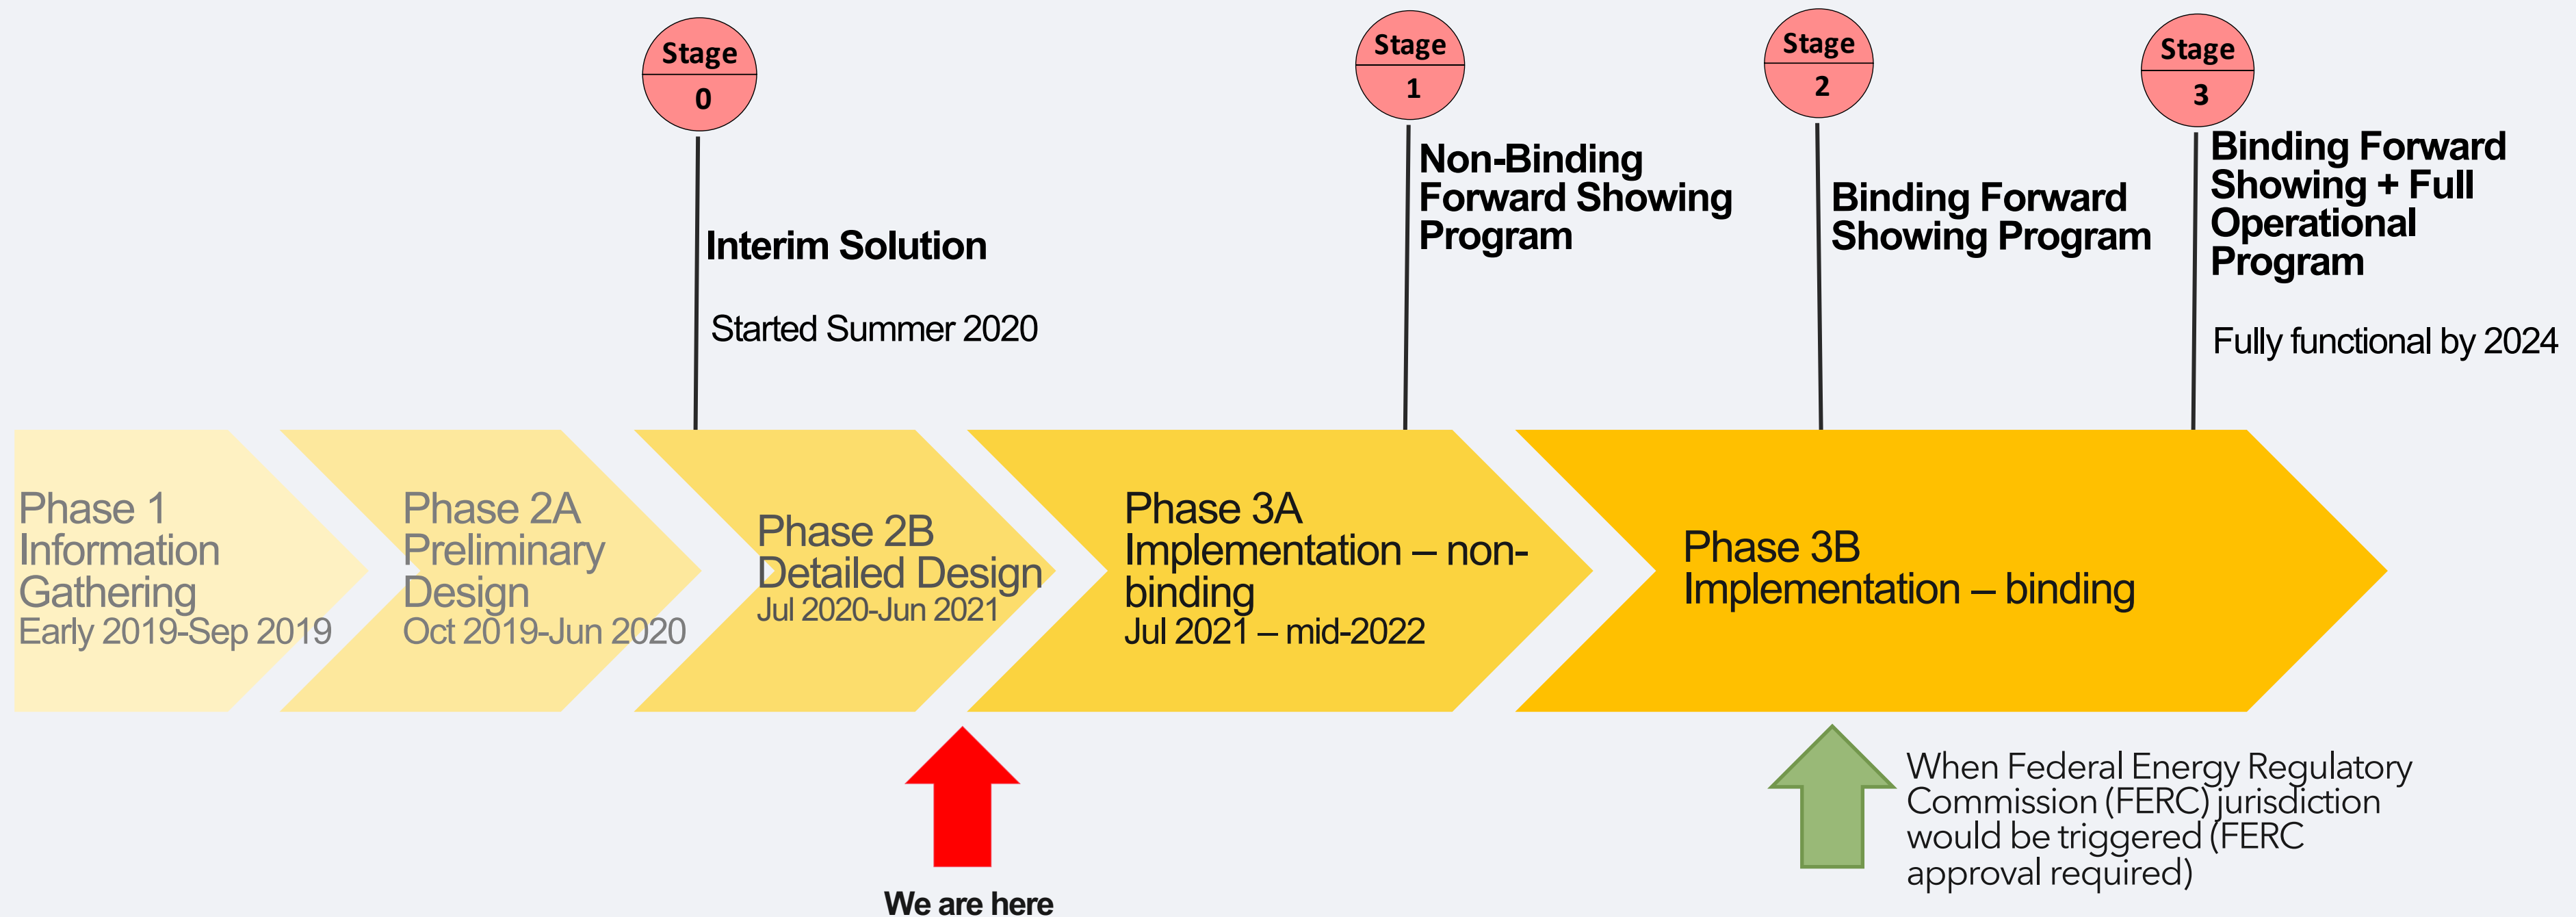 Stage
0
Interim Solution
Started Summer 2020
Stage
1
Non-Binding
Forward Showing
Program
Stage
2
Binding Forward
Showing Program
Stage
3
Binding Forward
Showing + Full
Operational
Program
Fully functional by 2024
Phase 1
Information
Gathering
Early 2019-Sep 2019
Phase 2A
Preliminary
Design
Oct 2019-Jun 2020
Phase 2B
Detailed Design
Jul 2020-Jun 2021
Phase 3A
Implementation – non-
binding
Jul 2021 – mid-2022
Phase 3B
Implementation – binding
We are here
When Federal Energy Regulatory
Commission (FERC) jurisdiction
would be triggered (FERC
approval required)